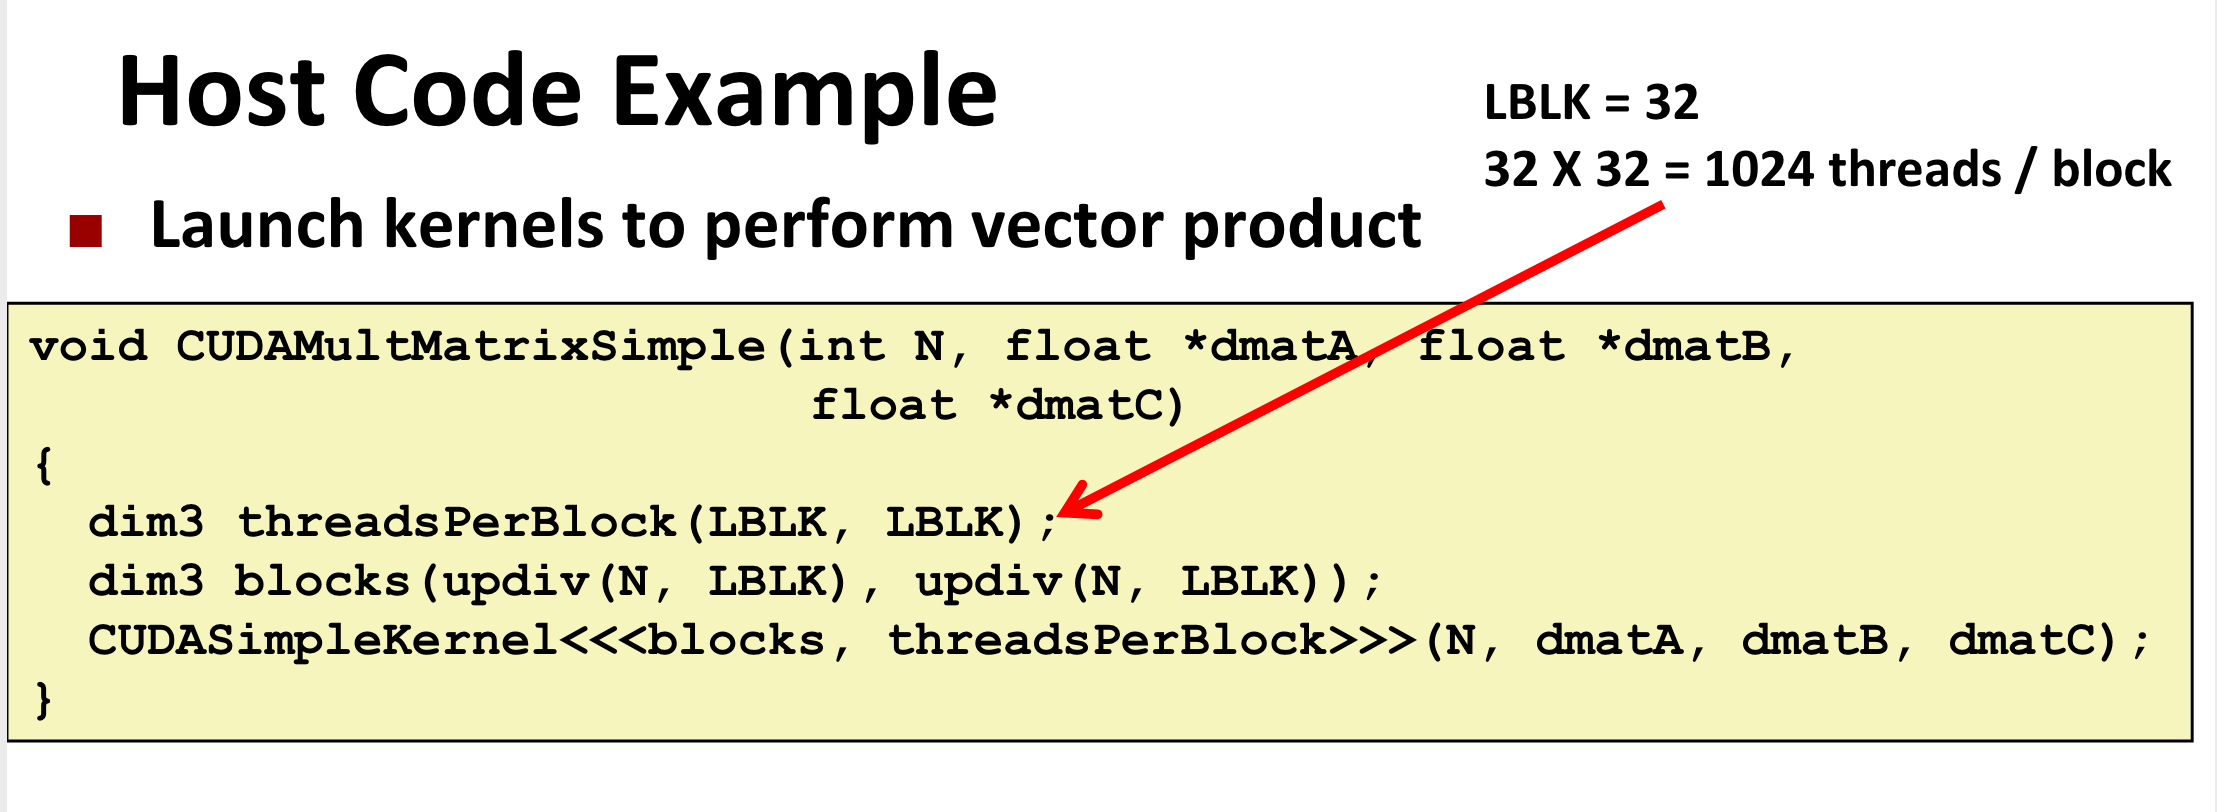 Host Code Example
LBLK = 32
32 X 32 = 1024 threads / block
Launch kernels to perform vector product
void CUDAMultMatrixSimple(int N, float *dmatA, float *dmatB,
float *dmatC)
{
dim3 threadsPerBlock(LBLK, LBLK);
dim3 blocks(updiv(N, LBLK), updiv(N, LBLK));
CUDASimpleKernel<<<blocks, threadsPerBlock>>>(N, dmatA, dmatB, dmatC);
}